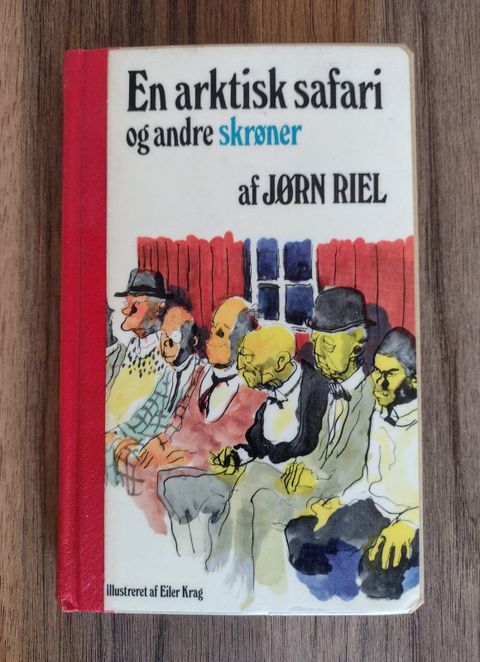 En arktisk safari
og andre skrøner
af JØRN RIEL
Illustreret af Eiler Krag